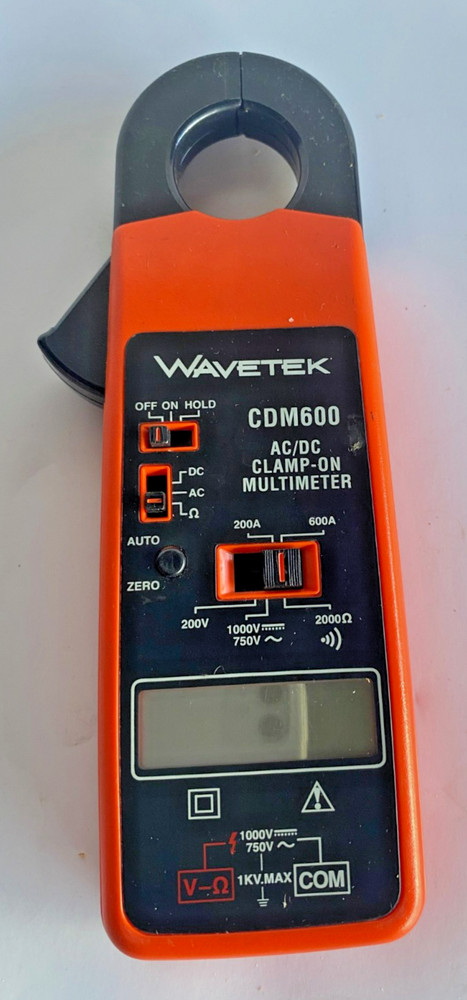 WAVETEK
OFF ON HOLD
CDM600
AC/DC
CLAMP-ON
MULTIMETER
DC
AC
Ω
AUTO
ZERO
200A 600A
200V 1000V 2000Ω
750V ~
1000V
750V ~
V-Ω 1KV.MAX COM